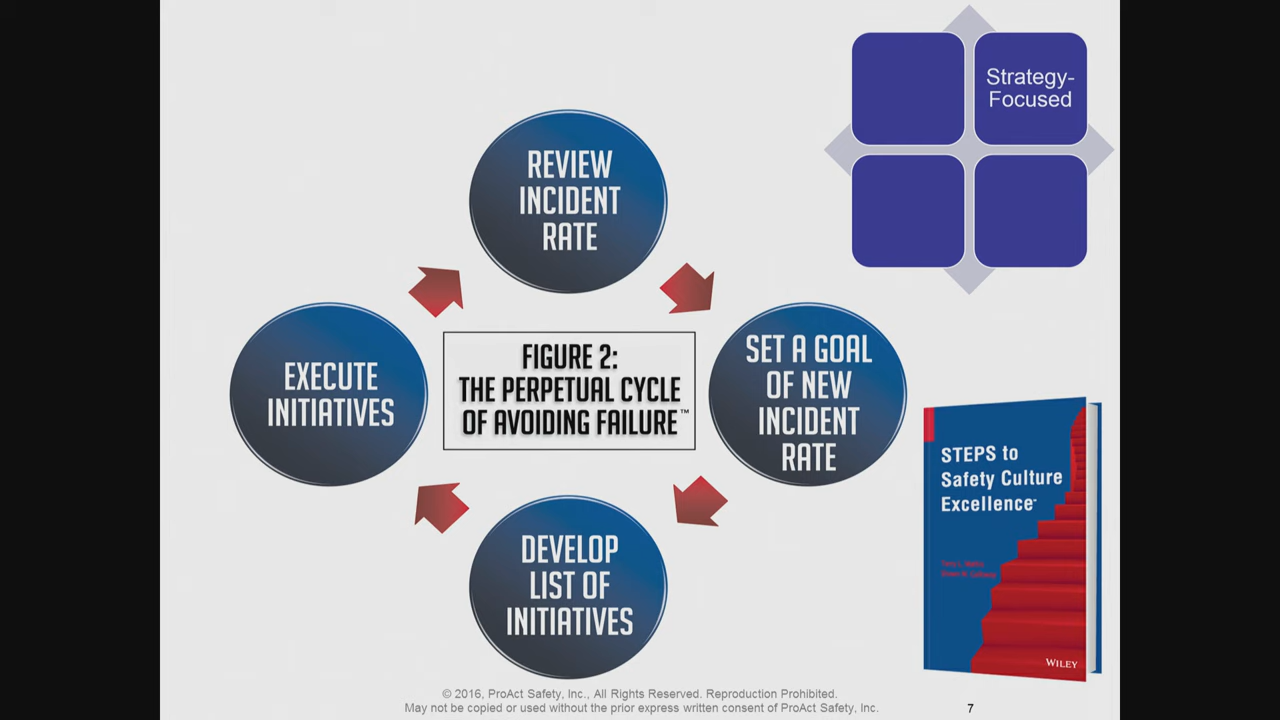 Strategy-
Focused
REVIEW
INCIDENT
RATE
SET A GOAL
OF NEW
INCIDENT
RATE
DEVELOP
LIST OF
INITIATIVES
EXECUTE
INITIATIVES
FIGURE 2:
THE PERPETUAL CYCLE
OF AVOIDING FAILURE™
STEPS to
Safety Culture
Excellence
WILEY
© 2016, ProAct Safety, Inc., All Rights Reserved. Reproduction Prohibited.
May not be copied or used without the prior express written consent of ProAct Safety, Inc.
7